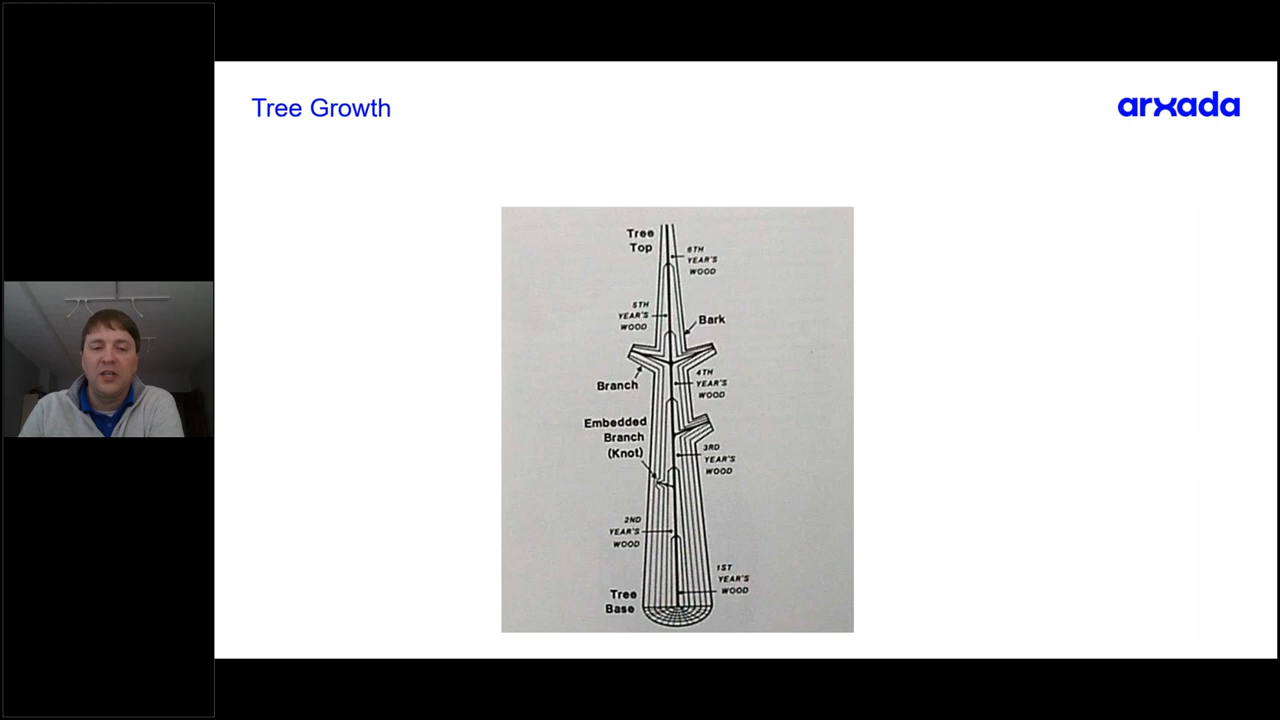 Tree Growth
arxada
Tree
Top
6TH
YEAR'S
WOOD
5TH
YEAR'S
WOOD
Bark
Branch
4TH
YEAR'S
WOOD
Embedded
Branch
(Knot)
3RD
YEAR'S
WOOD
2ND
YEAR'S
WOOD
1ST
YEAR'S
WOOD
Tree
Base